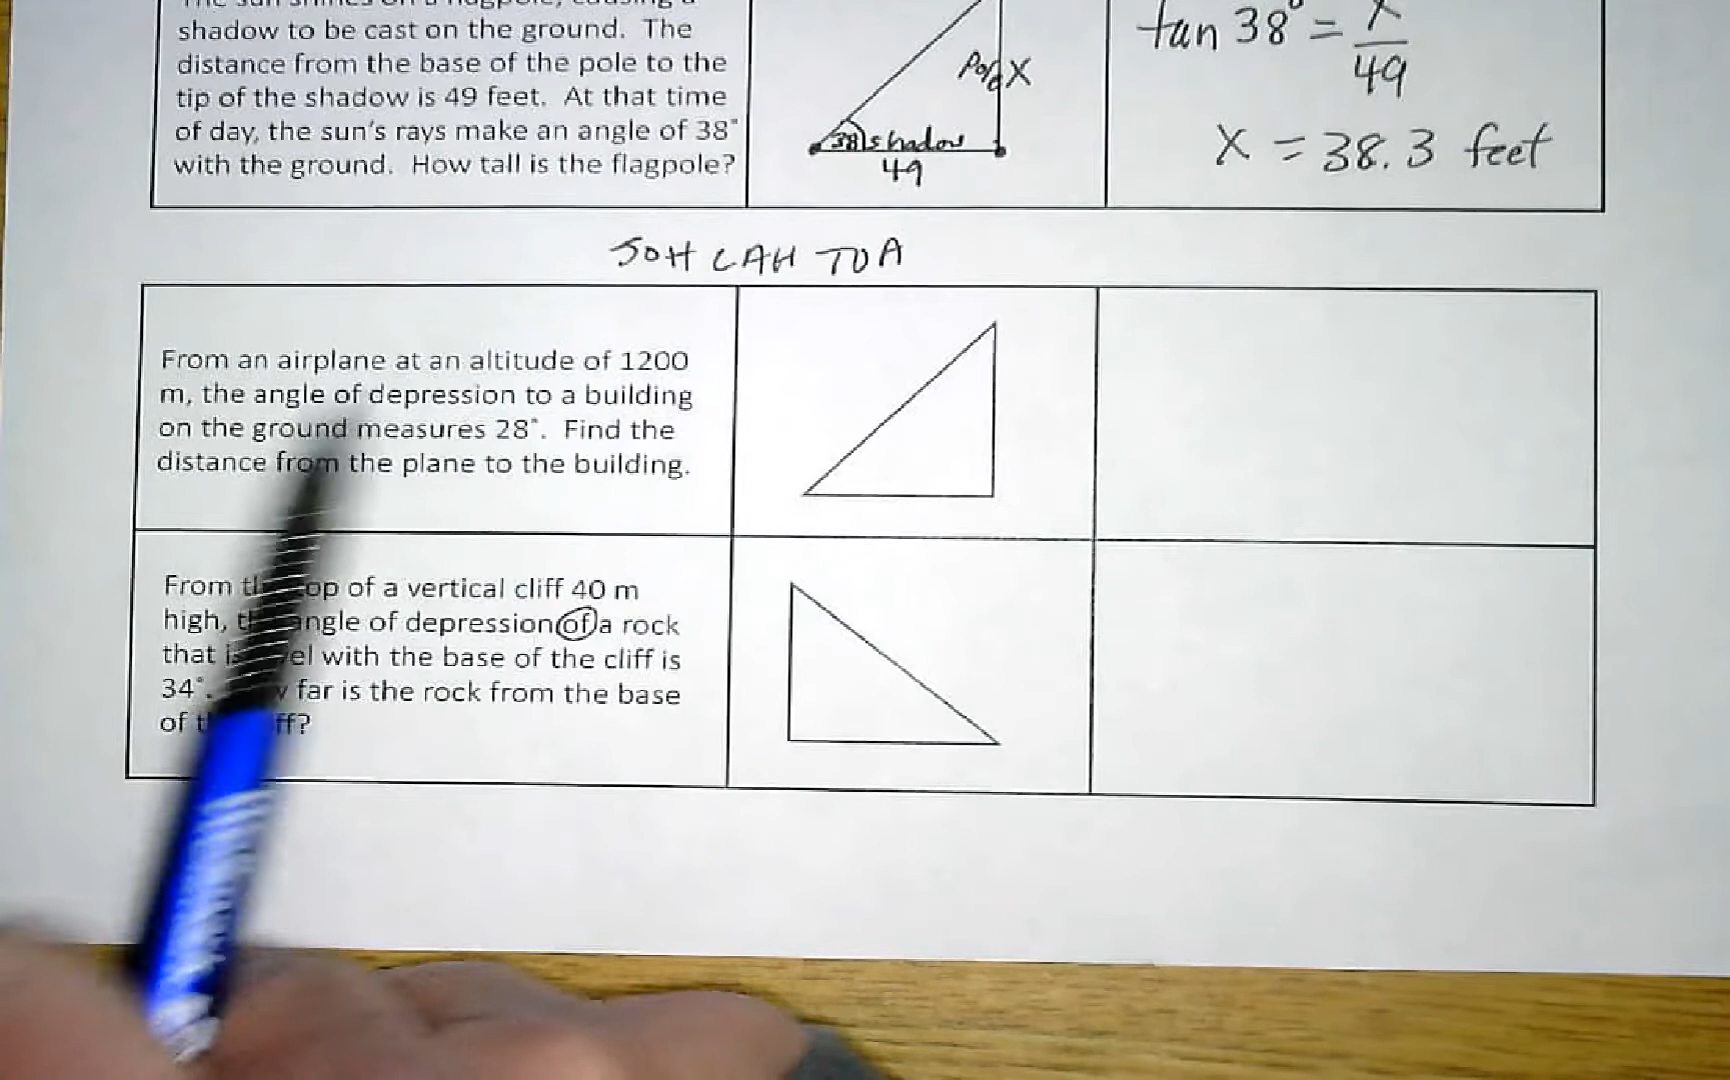 shadow to be cast on the ground. The
distance from the base of the pole to the
tip of the shadow is 49 feet. At that time
of day, the sun's rays make an angle of 38°
with the ground. How tall is the flagpole?
Pole X
38 shadow
49
tan 38° = X
49
X = 38.3 feet
SOH CAH TOA
From an airplane at an altitude of 1200
m, the angle of depression to a building
on the ground measures 28°. Find the
distance from the plane to the building.
From top of a vertical cliff 40 m
high, angle of depression of a rock
that with the base of the cliff is
34°. far is the rock from the base
of